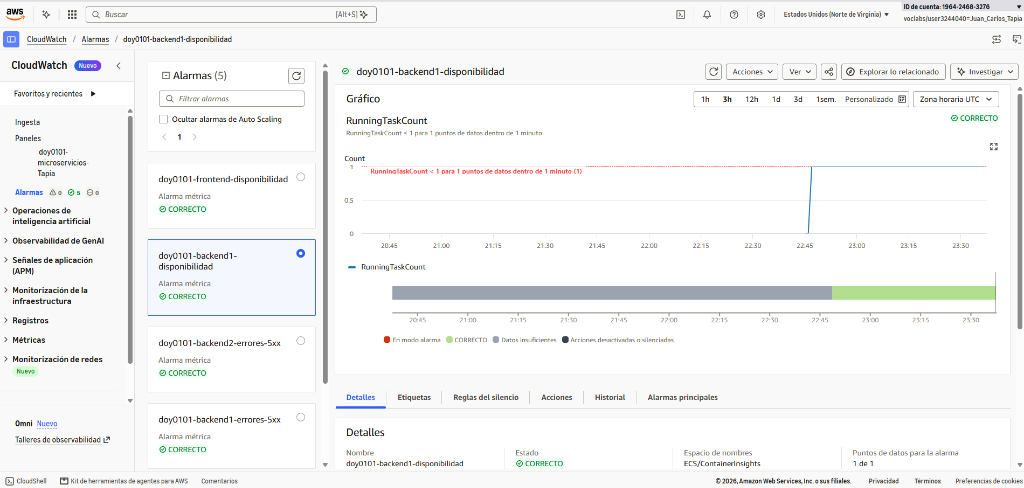 aws
Buscar
[Alt+S]
Estados Unidos (Norte de Virginia)
ID de cuenta: 1964-2468-3276
voclabs/user3244040=Juan_Carlos_Tapia
CloudWatch / Alarmas / doy0101-backend1-disponibilidad
CloudWatch Nuevo
Favoritos y recientes
Ingesta
Paneles
doy0101-
microservicios-
Tapia
Alarmas 0 5 0
Operaciones de
inteligencia artificial
Observabilidad de GenAI
Señales de aplicación
(APM)
Monitorización de la
infraestructura
Registros
Métricas
Monitorización de redes
Nuevo
Omni Nuevo
Talleres de observabilidad
Alarmas (5)
Filtrar alarmas
Ocultar alarmas de Auto Scaling
1
doy0101-frontend-disponibilidad
Alarma métrica
CORRECTO
doy0101-backend1-
disponibilidad
Alarma métrica
CORRECTO
doy0101-backend2-errores-5xx
Alarma métrica
CORRECTO
doy0101-backend1-errores-5xx
Alarma métrica
CORRECTO
doy0101-backend1-disponibilidad
Acciones
Ver
Explorar lo relacionado
Investigar
Gráfico
1h 3h 12h 1d 3d 1sem. Personalizado
Zona horaria UTC
RunningTaskCount
CORRECTO
RunningTaskCount < 1 para 1 puntos de datos dentro de 1 minuto
Count
1
RunningTaskCount < 1 para 1 puntos de datos dentro de 1 minuto (1)
0.5
0
20:45 21:00 21:15 21:30 21:45 22:00 22:15 22:30 22:45 23:00 23:15 23:30
RunningTaskCount
20:45 21:00 21:15 21:30 21:45 22:00 22:15 22:30 22:45 23:00 23:15 23:30
En modo alarma CORRECTO Datos insuficientes Acciones desactivadas o silenciadas
Detalles Etiquetas Reglas del silencio Acciones Historial Alarmas principales
Detalles
Nombre
doy0101-backend1-disponibilidad
Estado
CORRECTO
Espacio de nombres
ECS/ContainerInsights
Puntos de datos para la alarma
1 de 1
CloudShell
Kit de herramientas de agentes para AWS
Comentarios
© 2026, Amazon Web Services, Inc. o sus filiales.
Privacidad
Términos
Preferencias de cookies